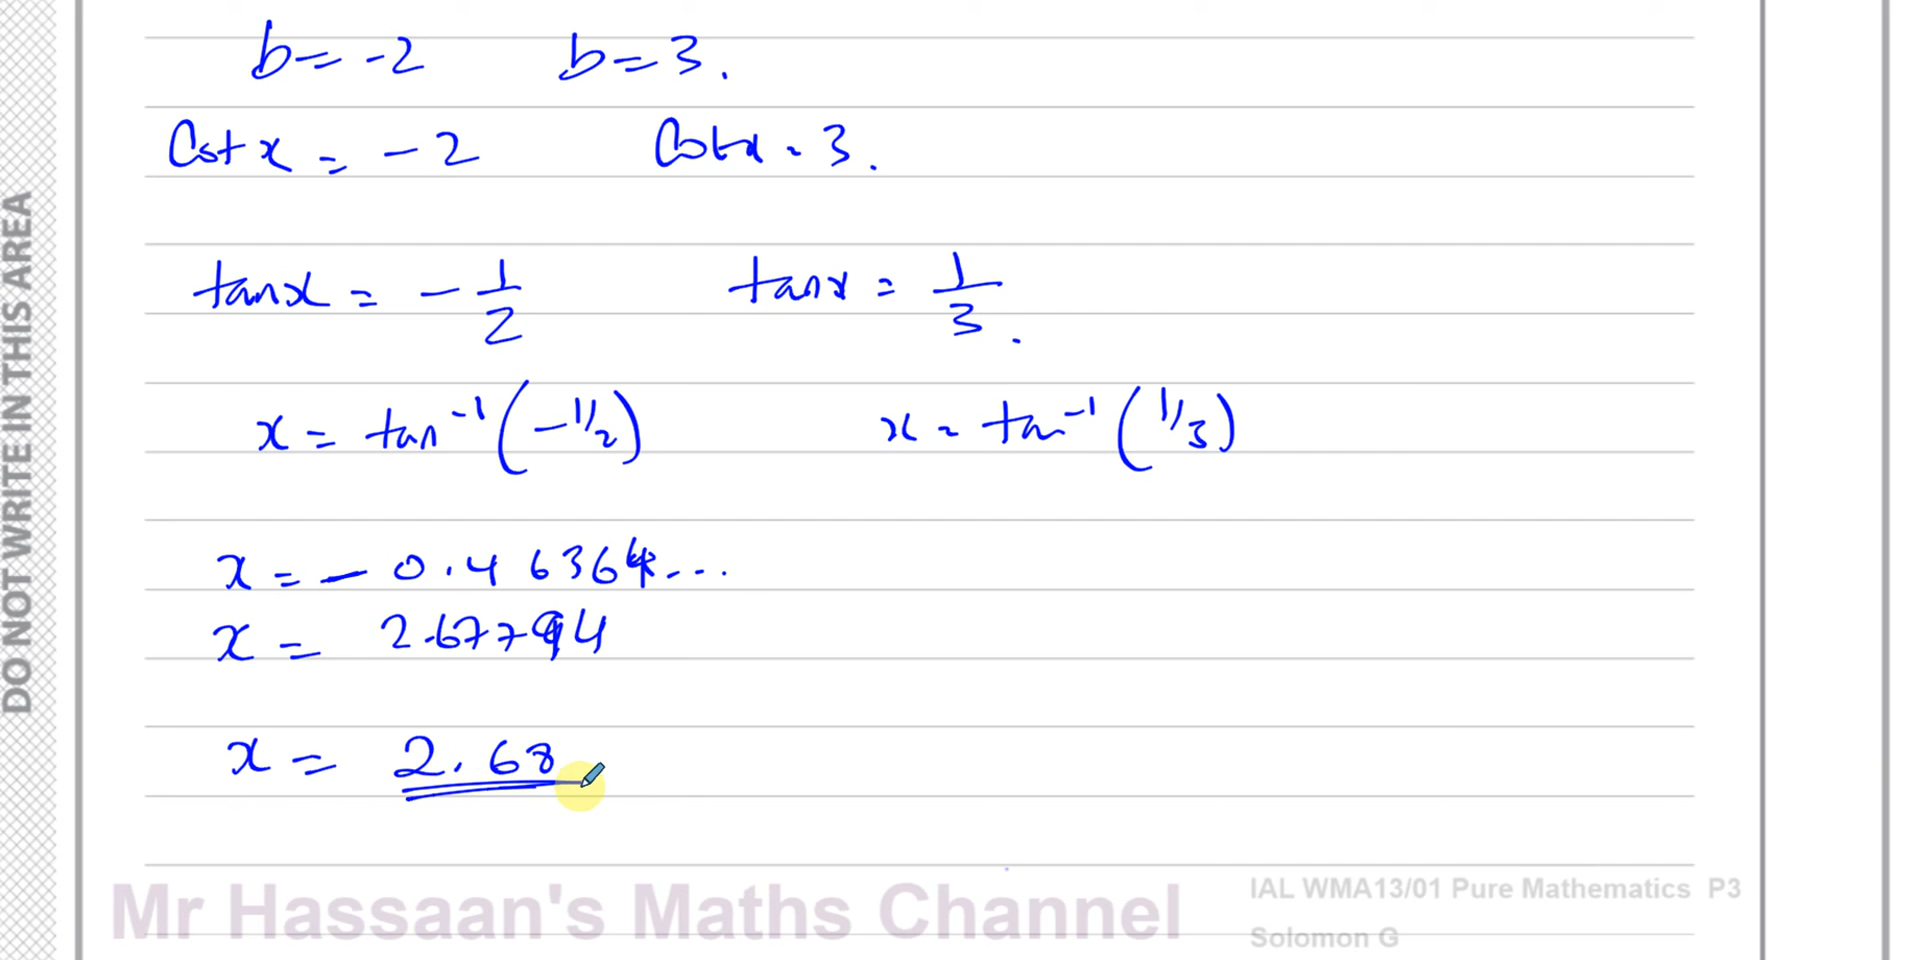 b = -2 b = 3.
Cot x = -2 Cot x = 3.
tan x = - 1/2 tan x = 1/3.
x = tan⁻¹(-1/2) x = tan⁻¹(1/3)
x = - 0.46364...
x = 2.67794
x = 2.68
DO NOT WRITE IN THIS AREA
Mr Hassaan's Maths Channel
IAL WMA13/01 Pure Mathematics P3
Solomon G